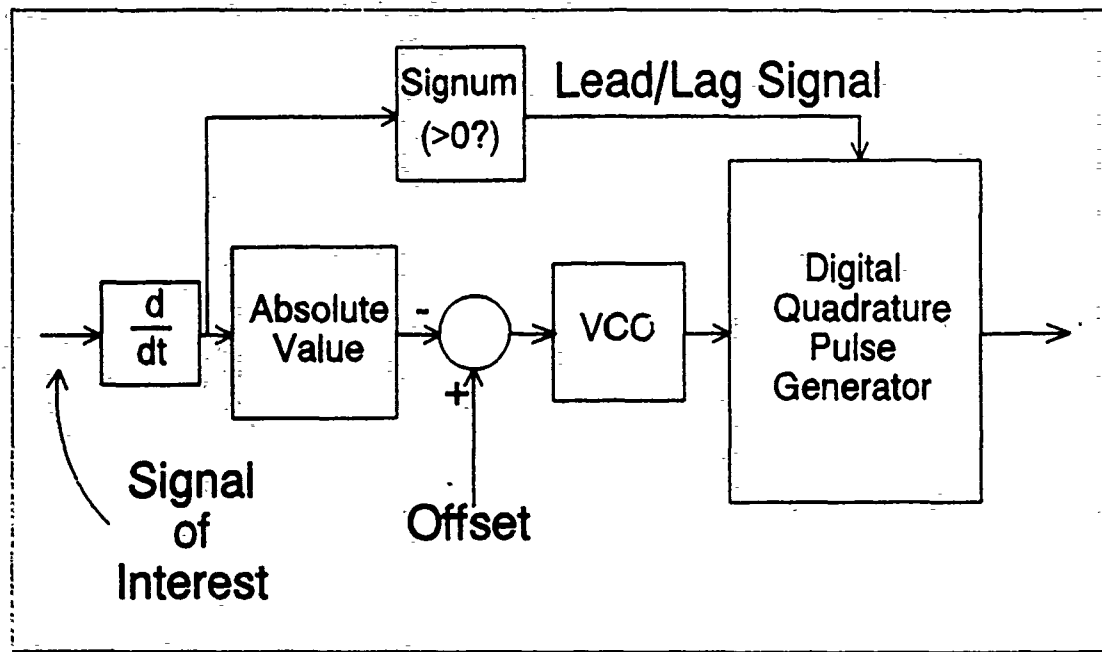 Signum
(>0?)
Lead/Lag Signal
d
dt
Absolute
Value
-
+
VCO
Digital
Quadrature
Pulse
Generator
Signal
of
Interest
Offset